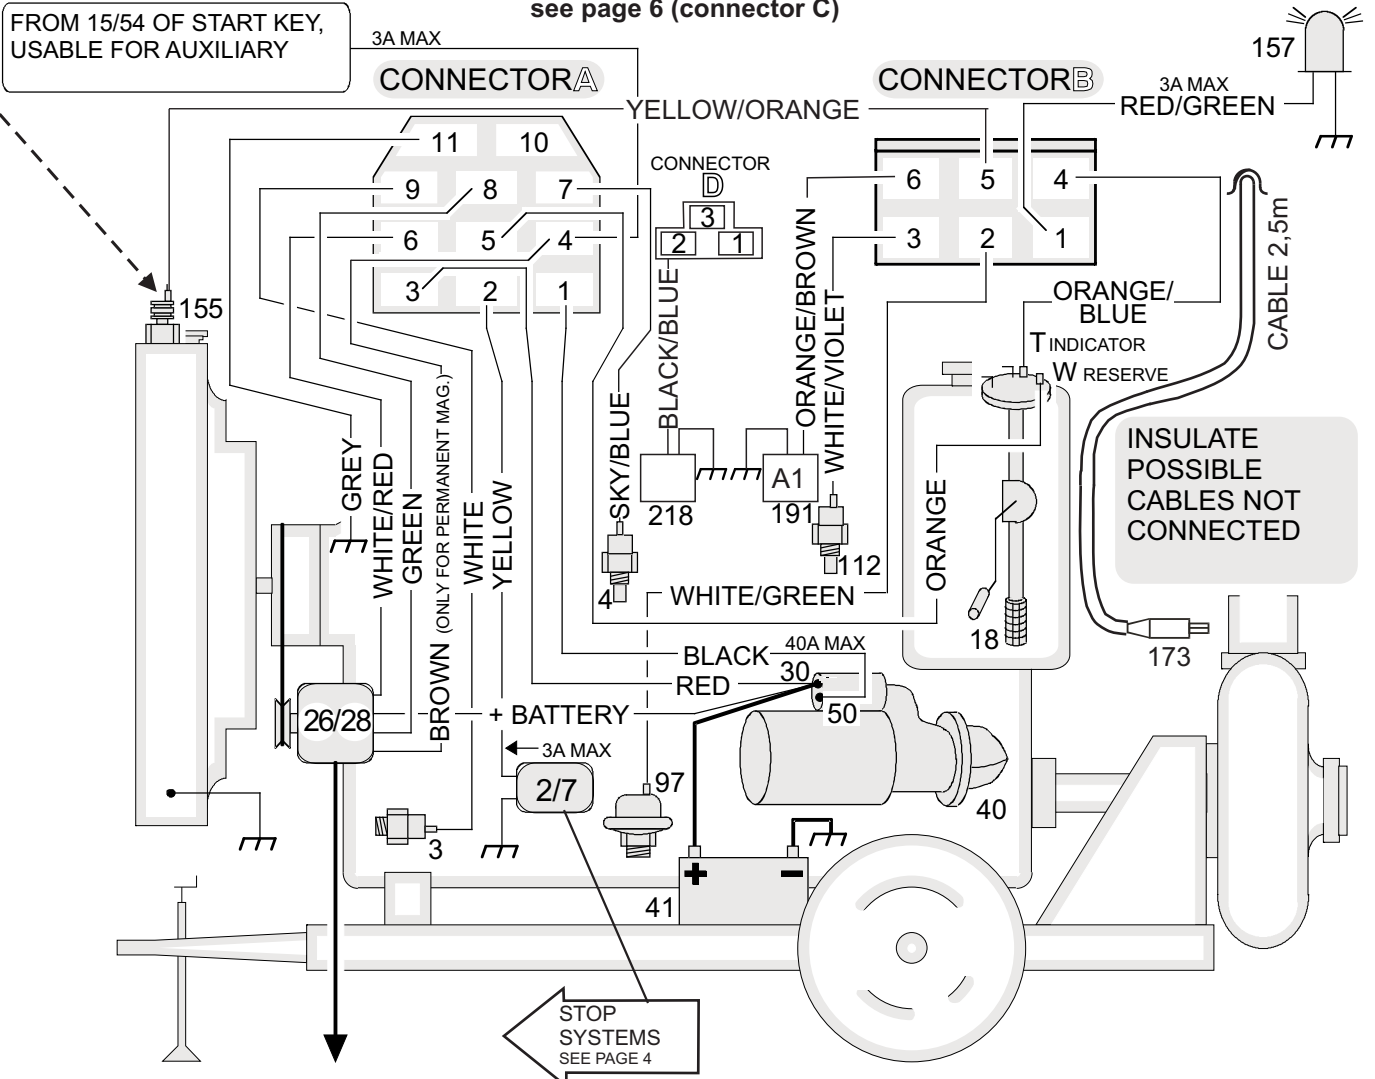 see page 6 (connector C)
FROM 15/54 OF START KEY,
USABLE FOR AUXILIARY
3A MAX
157
CONNECTOR A
CONNECTOR B
3A MAX
RED/GREEN
YELLOW/ORANGE
11 10
9 8 7
6 5 4
3 2 1
CONNECTOR
D
3
2 1
6 5 4
3 2 1
155
BLACK/BLUE
ORANGE/BROWN
WHITE/VIOLET
ORANGE/
BLUE
CABLE 2,5m
T INDICATOR
W RESERVE
INSULATE
POSSIBLE
CABLES NOT
CONNECTED
GREY
WHITE/RED
GREEN
BROWN (ONLY FOR PERMANENT MAG.)
WHITE
YELLOW
SKY/BLUE
218
A1
191
112
4
ORANGE
18
173
WHITE/GREEN
BLACK
40A MAX
RED
30
50
26/28
+ BATTERY
3A MAX
2/7
97
40
3
+ −
41
STOP
SYSTEMS
SEE PAGE 4